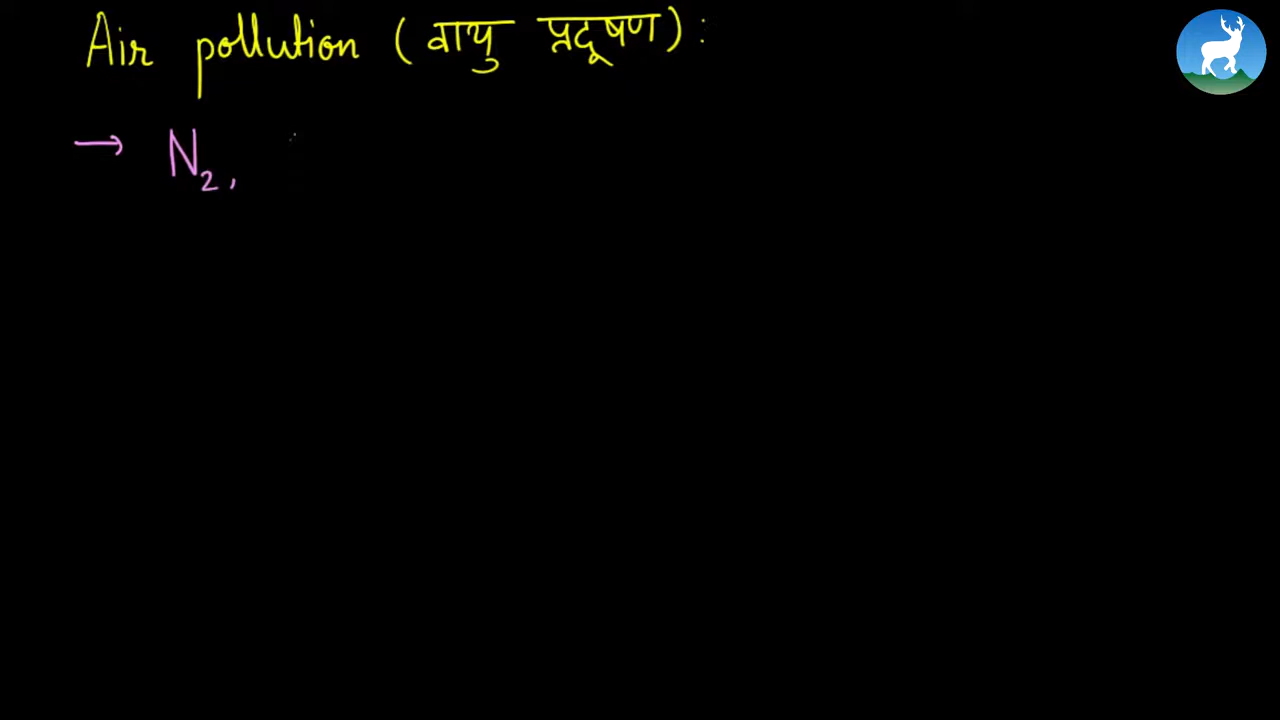 Air pollution (वायु प्रदूषण) :
→ N₂,